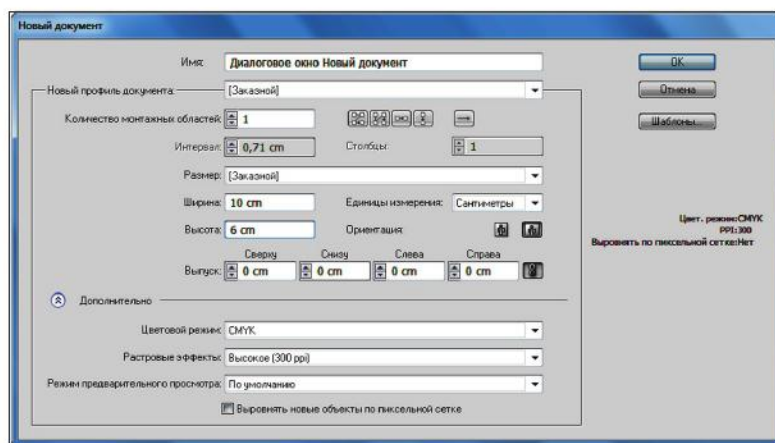 Новый документ
Имя: Диалоговое окно Новый документ
OK
Новый профиль документа: [Заказной]
Отмена
Количество монтажных областей: 1
Шаблоны...
Интервал: 0,71 cm Столбцы: 1
Размер: [Заказной]
Ширина: 10 cm Единицы измерения: Сантиметры
Высота: 6 cm Ориентация:
Цвет. режим:CMYK
PPI:300
Выровнять по пиксельной сетке:Нет
Сверху Снизу Слева Справа
Выпуск: 0 cm 0 cm 0 cm 0 cm
Дополнительно
Цветовой режим: CMYK
Растровые эффекты: Высокое (300 ppi)
Режим предварительного просмотра: По умолчанию
Выровнять новые объекты по пиксельной сетке